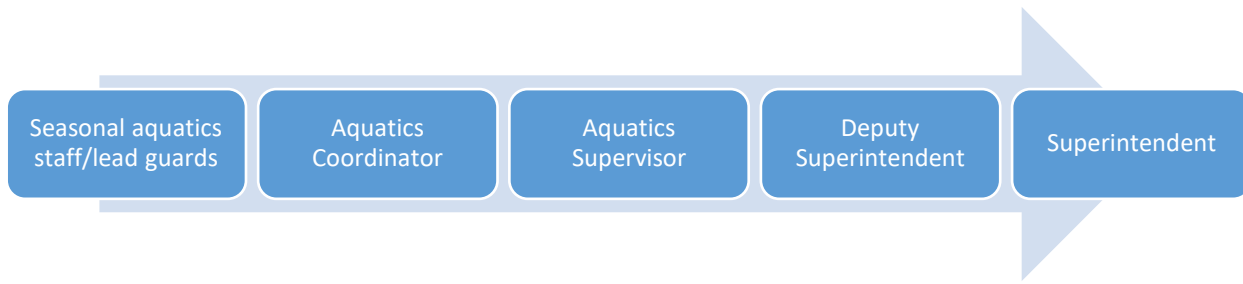 Seasonal aquatics
staff/lead guards
Aquatics
Coordinator
Aquatics
Supervisor
Deputy
Superintendent
Superintendent